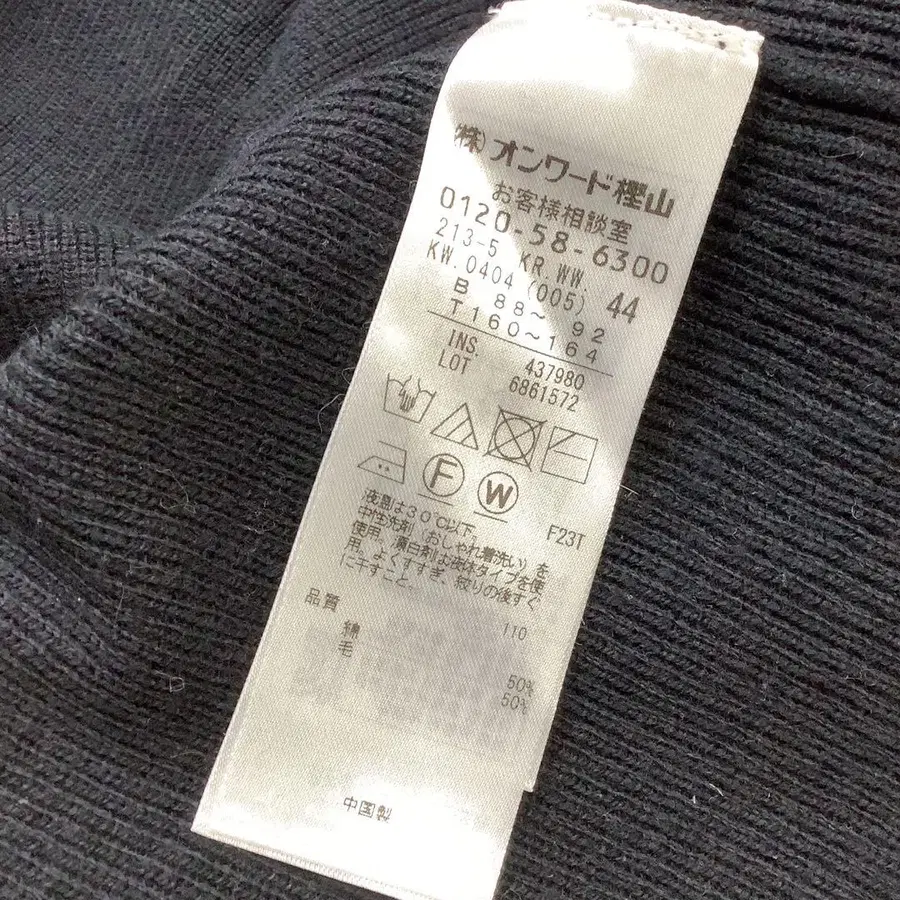 (株)オンワード樫山
お客様相談室
0120-58-6300
213-5 KR.WW.
KW.0404 (005) 44
B 88〜 92
T160〜164
INS. 437980
LOT 6861572
F W
F23T
液温は30℃以下、
中性洗剤(おしゃれ着洗い)を
使用。漂白剤は液体タイプを使
用。よくすすぎ、絞りの後すぐ
に干すこと。
品質 110
綿 50%
毛 50%
中国製